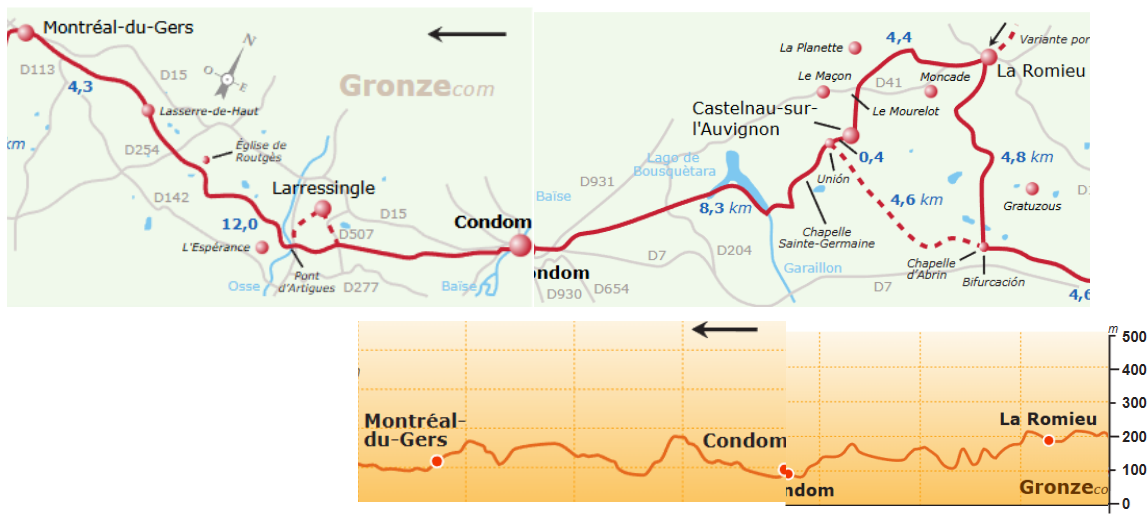 Montréal-du-Gers
D113
D15
4,3
N
O
E
Gronze.com
Lasserre-de-Haut
km
D254
Église de
Routgès
D142
Larressingle
12,0
D15
Condom
L'Espérance
D507
Pont
d'Artigues
Osse
D277
Baïse
4,4
Variante por
La Planette
La Romieu
Le Maçon
Moncade
D41
Le Mourelot
Castelnau-sur-
l'Auvignon
0,4
Lago de
Bousquètara
4,8 km
Unión
D931
Baïse
4,6 km
Gratuzous
8,3 km
Chapelle
Sainte-Germaine
D7
D204
Chapelle
d'Abrin
Bifurcación
Garaillon
ondom
D930
D654
D7
4,6
m
500
400
300
200
100
0
Montréal-
du-Gers
Condom
La Romieu
ndom
Gronze.co